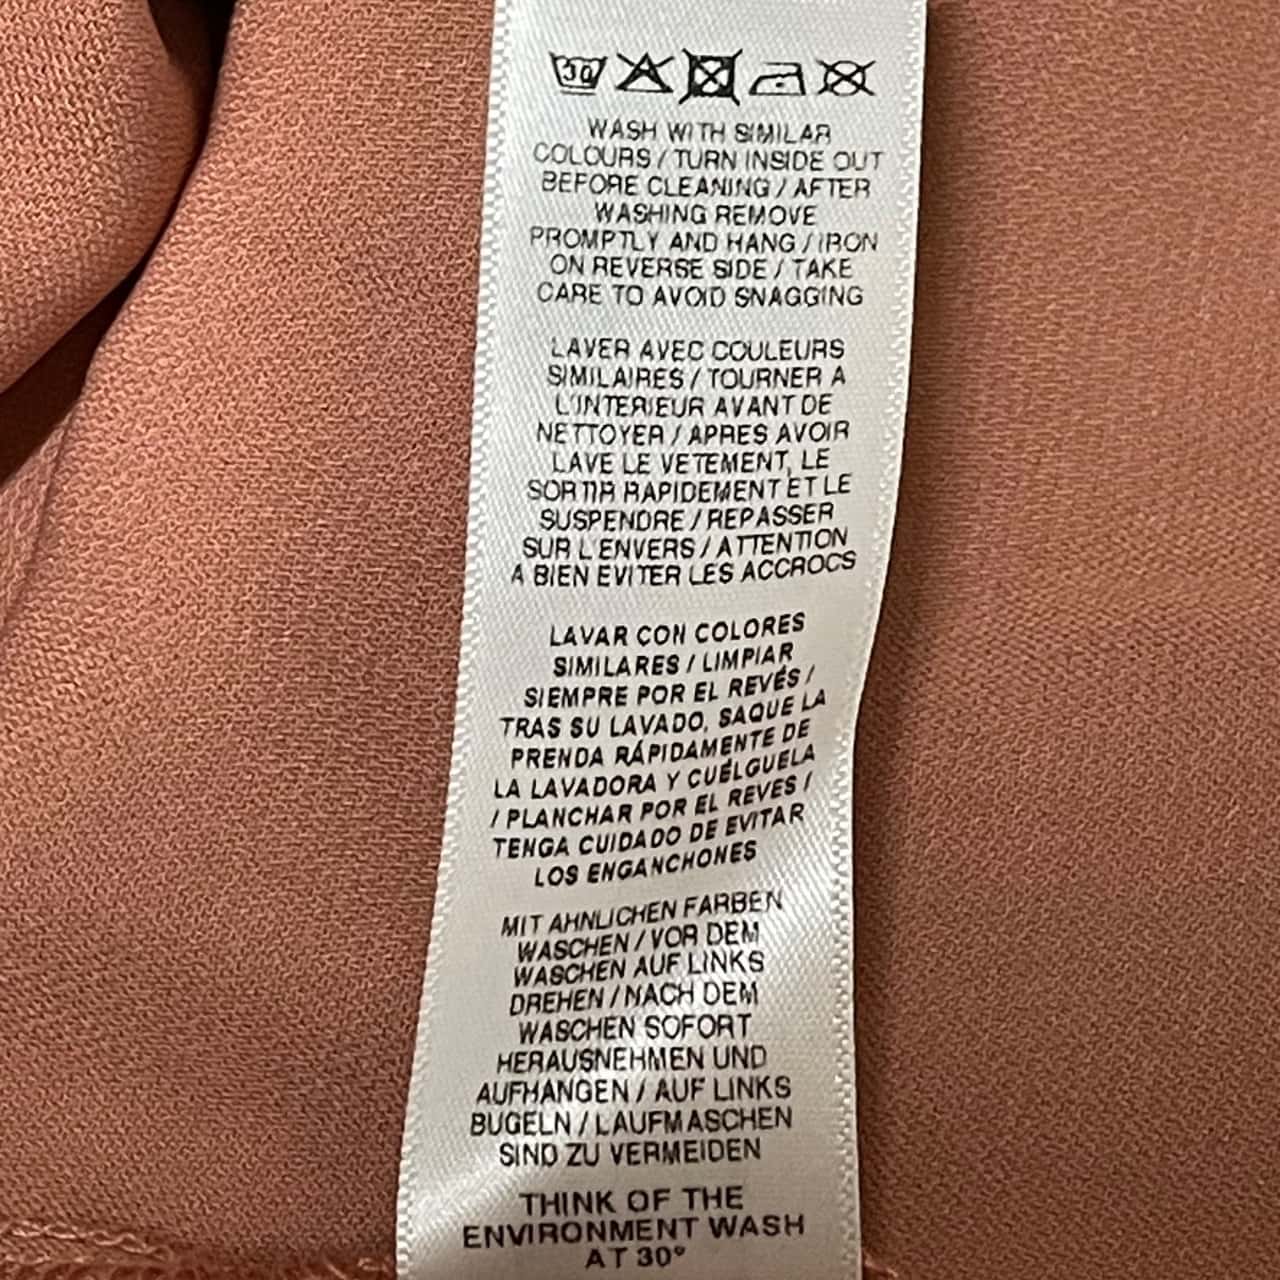 30
WASH WITH SIMILAR
COLOURS / TURN INSIDE OUT
BEFORE CLEANING / AFTER
WASHING REMOVE
PROMPTLY AND HANG / IRON
ON REVERSE SIDE / TAKE
CARE TO AVOID SNAGGING
LAVER AVEC COULEURS
SIMILAIRES / TOURNER A
L'INTERIEUR AVANT DE
NETTOYER / APRES AVOIR
LAVE LE VETEMENT, LE
SORTIR RAPIDEMENT ET LE
SUSPENDRE / REPASSER
SUR L'ENVERS / ATTENTION
A BIEN EVITER LES ACCROCS
LAVAR CON COLORES
SIMILARES / LIMPIAR
SIEMPRE POR EL REVÉS /
TRAS SU LAVADO, SAQUE LA
PRENDA RÁPIDAMENTE DE
LA LAVADORA Y CUÉLGUELA
/ PLANCHAR POR EL REVES /
TENGA CUIDADO DE EVITAR
LOS ENGANCHONES
MIT AHNLICHEN FARBEN
WASCHEN / VOR DEM
WASCHEN AUF LINKS
DREHEN / NACH DEM
WASCHEN SOFORT
HERAUSNEHMEN UND
AUFHANGEN / AUF LINKS
BUGELN / LAUFMASCHEN
SIND ZU VERMEIDEN
THINK OF THE
ENVIRONMENT WASH
AT 30°